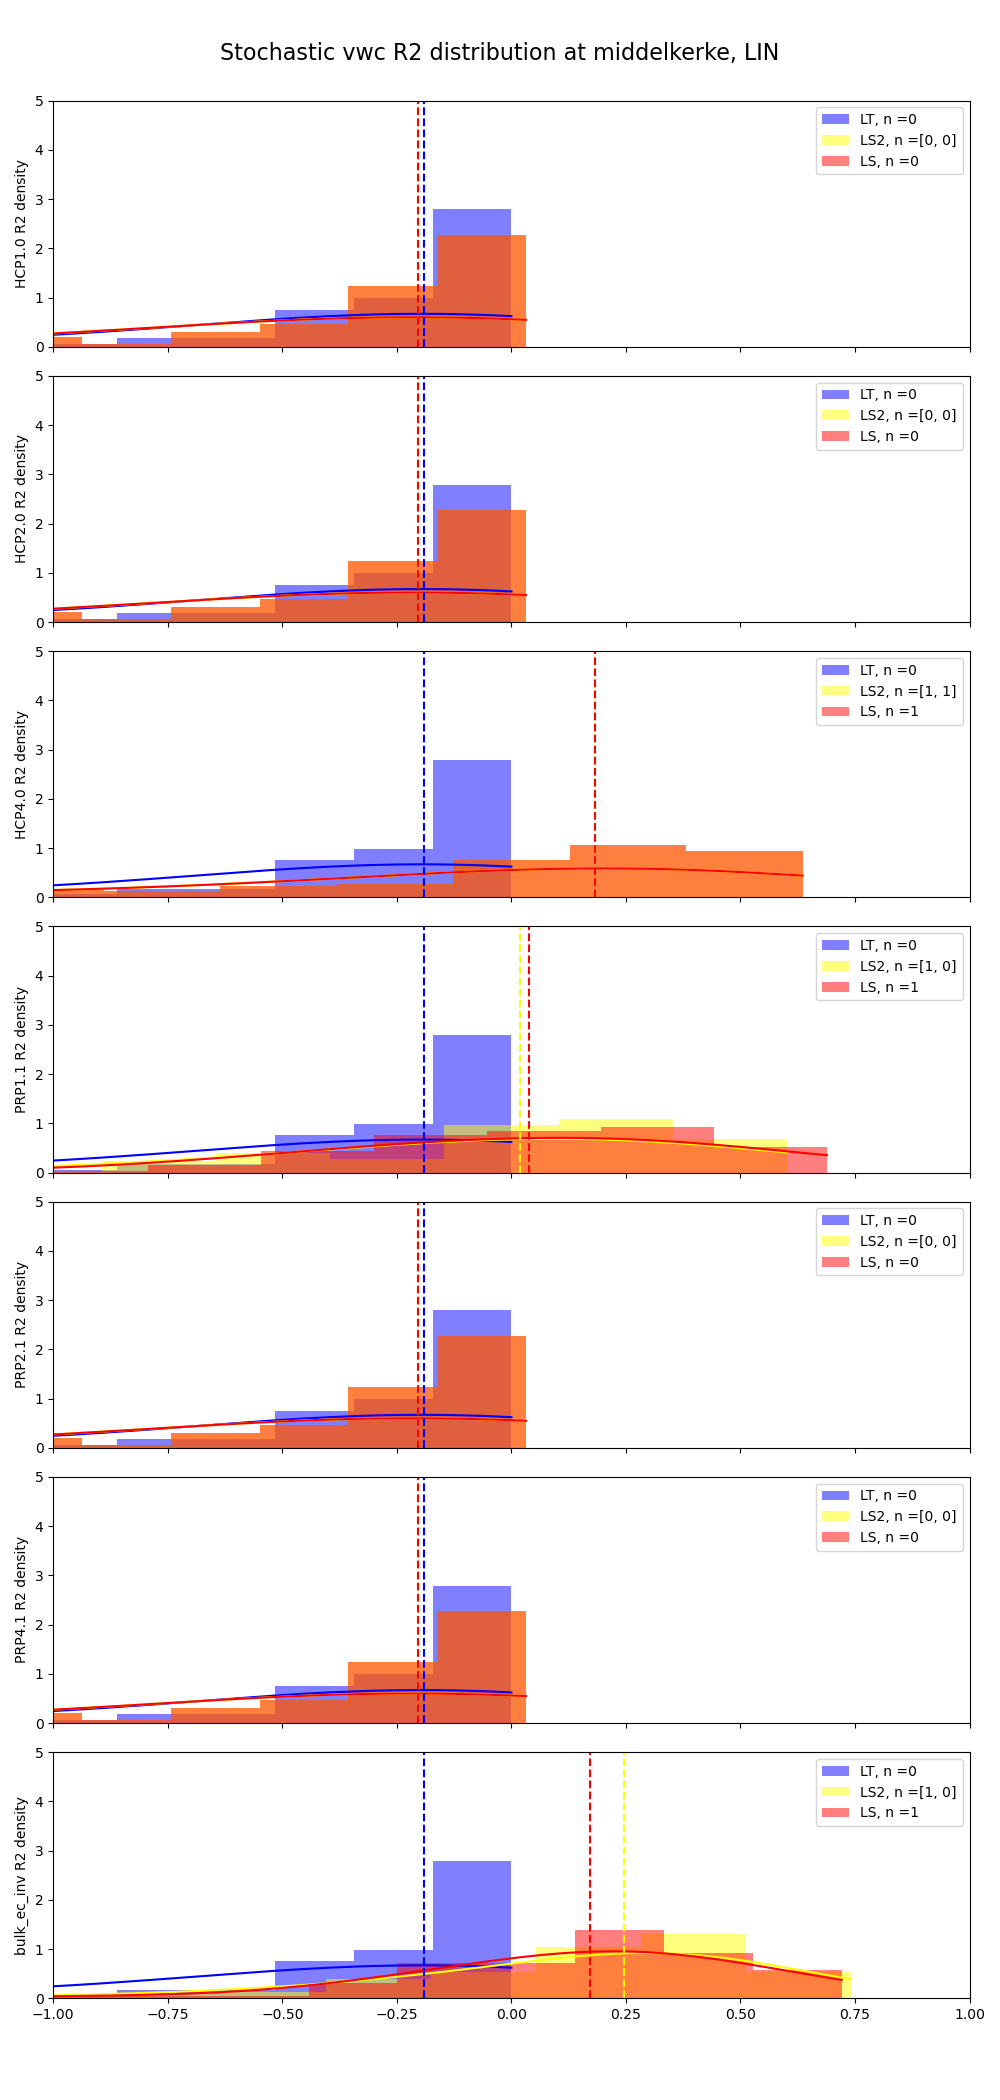 Stochastic vwc R2 distribution at middelkerke, LIN
HCP1.0 R2 density
5
4
3
2
1
0
LT, n =0
LS2, n =[0, 0]
LS, n =0
HCP2.0 R2 density
5
4
3
2
1
0
LT, n =0
LS2, n =[0, 0]
LS, n =0
HCP4.0 R2 density
5
4
3
2
1
0
LT, n =0
LS2, n =[1, 1]
LS, n =1
PRP1.1 R2 density
5
4
3
2
1
0
LT, n =0
LS2, n =[1, 0]
LS, n =1
PRP2.1 R2 density
5
4
3
2
1
0
LT, n =0
LS2, n =[0, 0]
LS, n =0
PRP4.1 R2 density
5
4
3
2
1
0
LT, n =0
LS2, n =[0, 0]
LS, n =0
bulk_ec_inv R2 density
5
4
3
2
1
0
LT, n =0
LS2, n =[1, 0]
LS, n =1
−1.00 −0.75 −0.50 −0.25 0.00 0.25 0.50 0.75 1.00